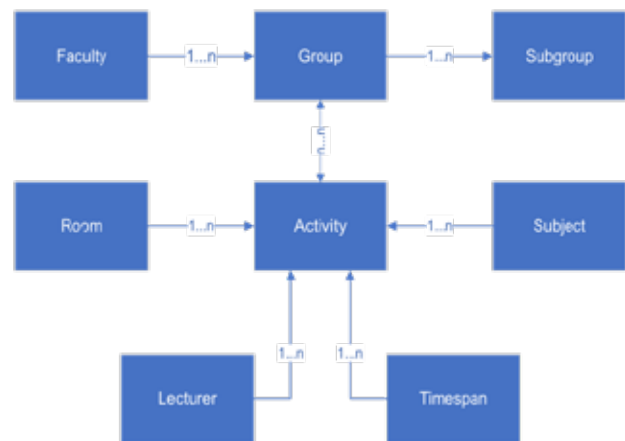 Faculty
1...n
Group
1...n
Subgroup
n...n
Room
1...n
Activity
1...n
Subject
1...n
1...n
Lecturer
Timespan